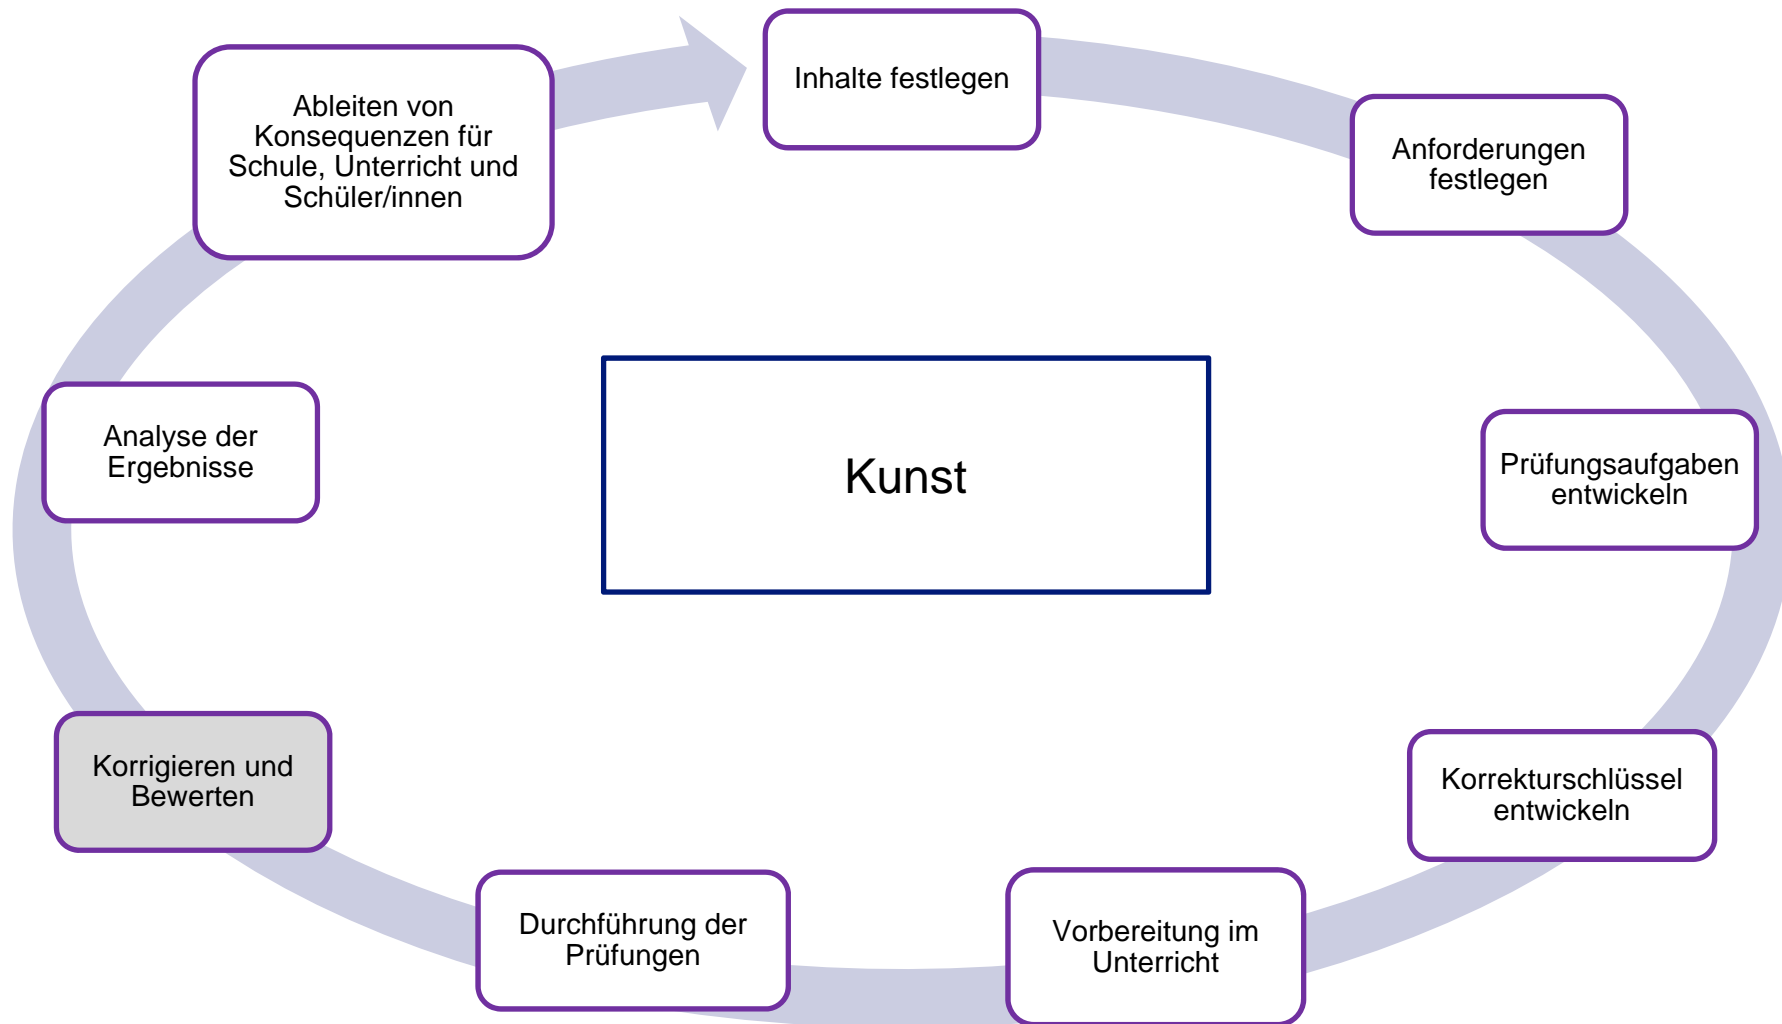 Inhalte festlegen
Anforderungen
festlegen
Prüfungsaufgaben
entwickeln
Korrekturschlüssel
entwickeln
Vorbereitung im
Unterricht
Durchführung der
Prüfungen
Korrigieren und
Bewerten
Analyse der
Ergebnisse
Ableiten von
Konsequenzen für
Schule, Unterricht und
Schüler/innen
Kunst